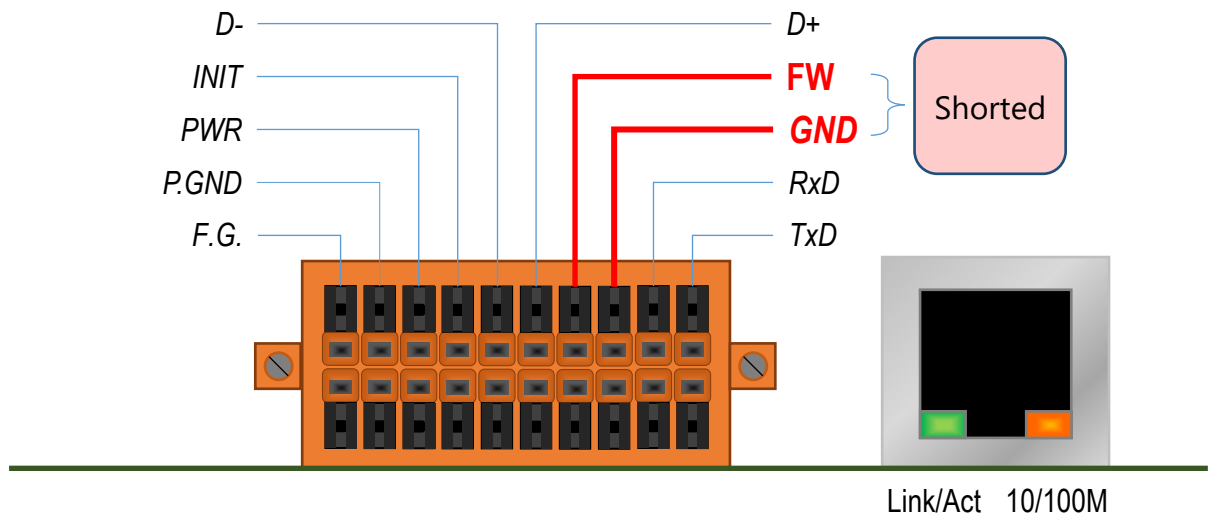 D-
INIT
PWR
P.GND
F.G.
D+
FW
GND
RxD
TxD
Shorted
Link/Act 10/100M